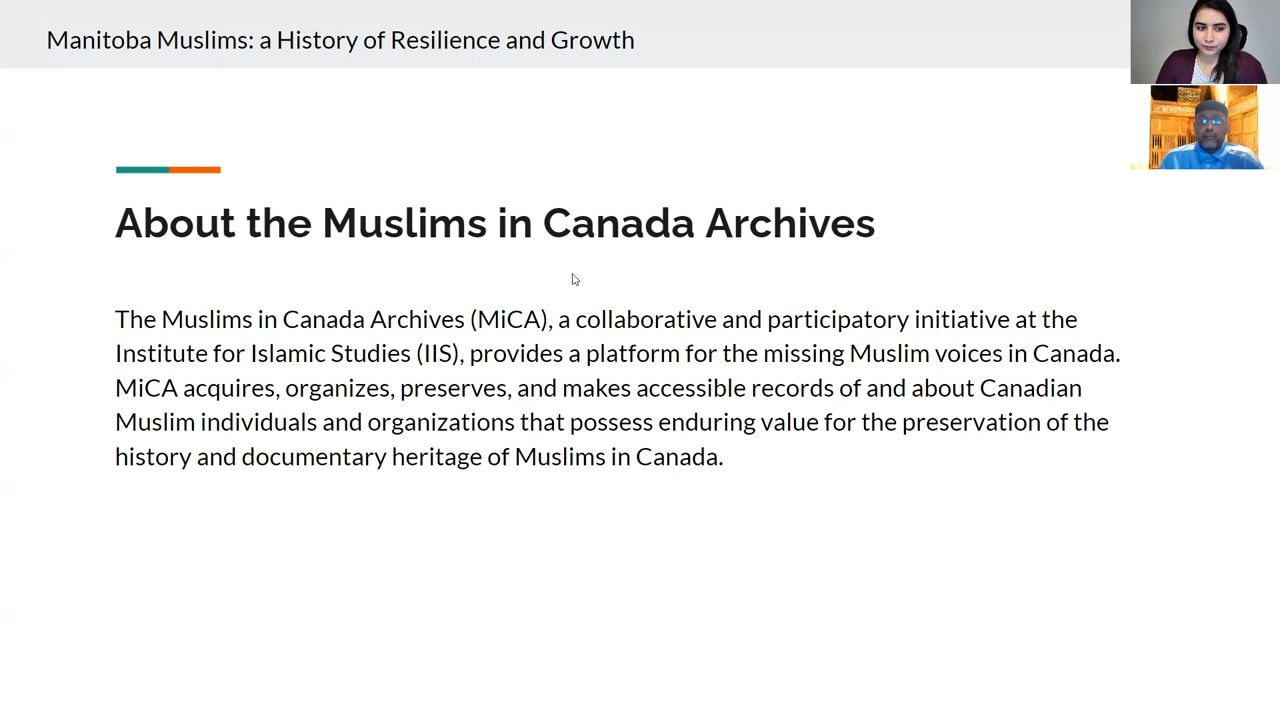 Manitoba Muslims: a History of Resilience and Growth
About the Muslims in Canada Archives
The Muslims in Canada Archives (MiCA), a collaborative and participatory initiative at the
Institute for Islamic Studies (IIS), provides a platform for the missing Muslim voices in Canada.
MiCA acquires, organizes, preserves, and makes accessible records of and about Canadian
Muslim individuals and organizations that possess enduring value for the preservation of the
history and documentary heritage of Muslims in Canada.